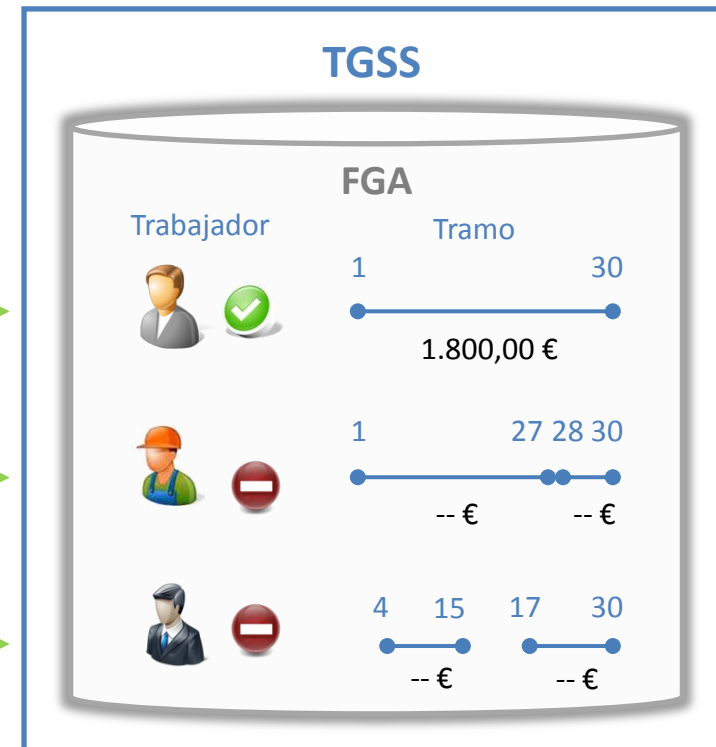 TGSS
FGA
Trabajador Tramo
1 30
1.800,00 €
1 27 28 30
-- € -- €
4 15 17 30
-- € -- €